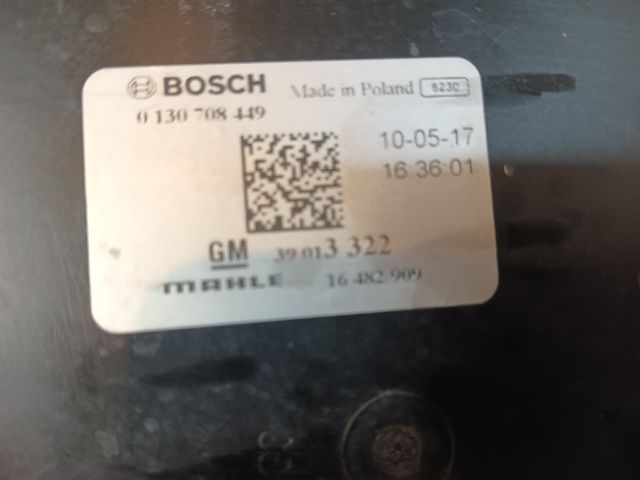 BOSCH Made in Poland 6230
0 130 708 449
10-05-17
16:36:01
GM 39 013 322
MAHLE 16 482 909